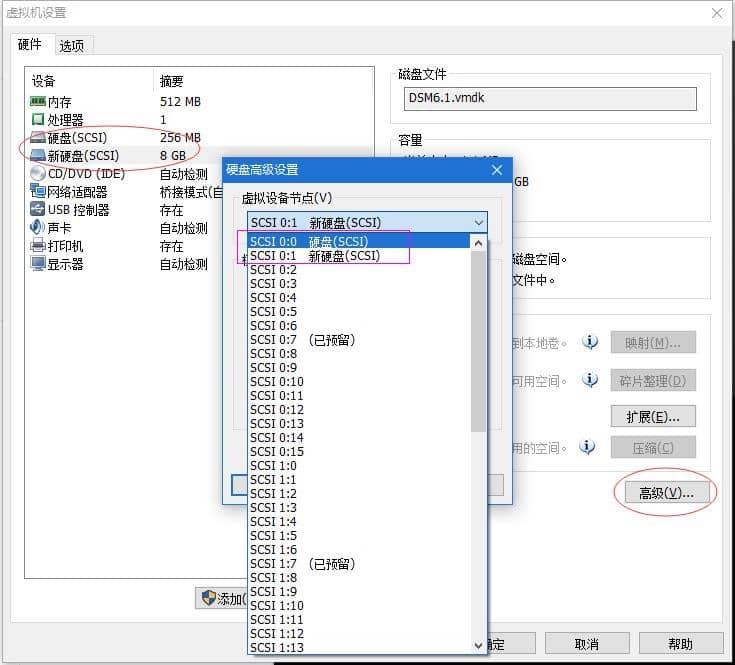 虚拟机设置
硬件 选项
设备 摘要
内存 512 MB
处理器 1
硬盘(SCSI) 256 MB
新硬盘(SCSI) 8 GB
CD/DVD (IDE) 自动检测
网络适配器 桥接模式(自
USB 控制器 存在
声卡 自动检测
打印机 存在
显示器 自动检测
添加(
磁盘文件
DSM6.1.vmdk
容量
GB
磁盘空间。
文件中。
到本地卷。 映射(M)...
可用空间。 碎片整理(D)
扩展(E)...
用的空间。 压缩(C)
高级(V)...
硬盘高级设置
虚拟设备节点(V)
SCSI 0:1 新硬盘(SCSI)
SCSI 0:0 硬盘(SCSI)
SCSI 0:1 新硬盘(SCSI)
SCSI 0:2
SCSI 0:3
SCSI 0:4
SCSI 0:5
SCSI 0:6
SCSI 0:7 (已预留)
SCSI 0:8
SCSI 0:9
SCSI 0:10
SCSI 0:11
SCSI 0:12
SCSI 0:13
SCSI 0:14
SCSI 0:15
SCSI 1:0
SCSI 1:1
SCSI 1:2
SCSI 1:3
SCSI 1:4
SCSI 1:5
SCSI 1:6
SCSI 1:7 (已预留)
SCSI 1:8
SCSI 1:9
SCSI 1:10
SCSI 1:11
SCSI 1:12
SCSI 1:13
定 取消 帮助